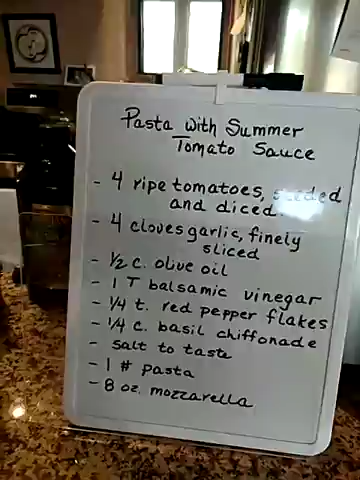 Pasta with Summer
Tomato Sauce
- 4 ripe tomatoes, seeded
and diced.
- 4 cloves garlic, finely
sliced
- 1/2 c. olive oil
- 1 T balsamic vinegar
- 1/4 t. red pepper flakes
- 1/4 c. basil chiffonade
- salt to taste
- 1 # pasta
- 8 oz. mozzarella